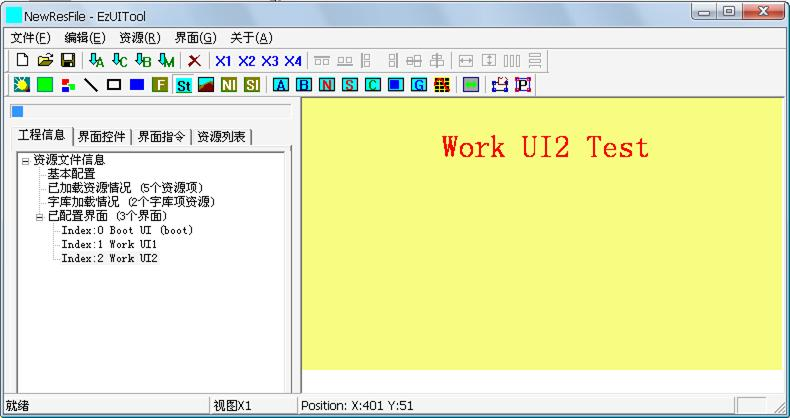 NewResFile - EzUITool
文件(F) 编辑(E) 资源(R) 界面(G) 关于(A)
A C B M X1 X2 X3 X4
F St NI SI A B N S C G P
工程信息 界面控件 界面指令 资源列表
资源文件信息
基本配置
已加载资源情况 (5个资源项)
字库加载情况 (2个字库项资源)
已配置界面 (3个界面)
Index:0 Boot UI (boot)
Index:1 Work UI1
Index:2 Work UI2
Work UI2 Test
就绪 视图X1 Position: X:401 Y:51